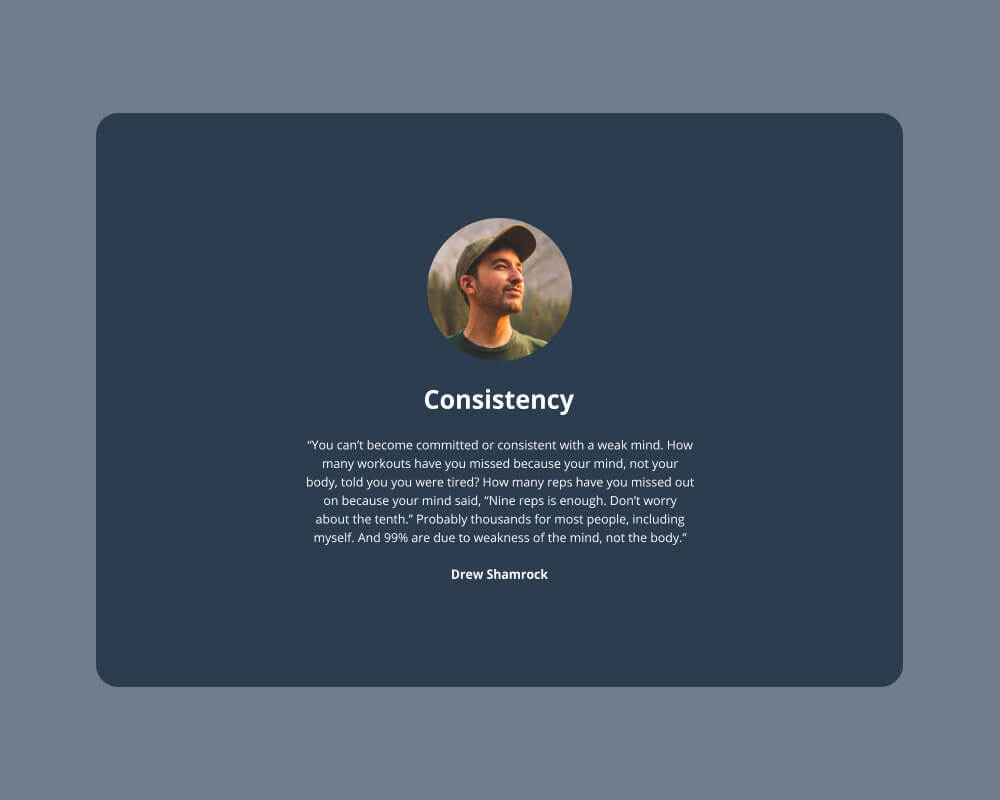 Consistency
“You can’t become committed or consistent with a weak mind. How
many workouts have you missed because your mind, not your
body, told you you were tired? How many reps have you missed out
on because your mind said, “Nine reps is enough. Don’t worry
about the tenth.” Probably thousands for most people, including
myself. And 99% are due to weakness of the mind, not the body.”
Drew Shamrock